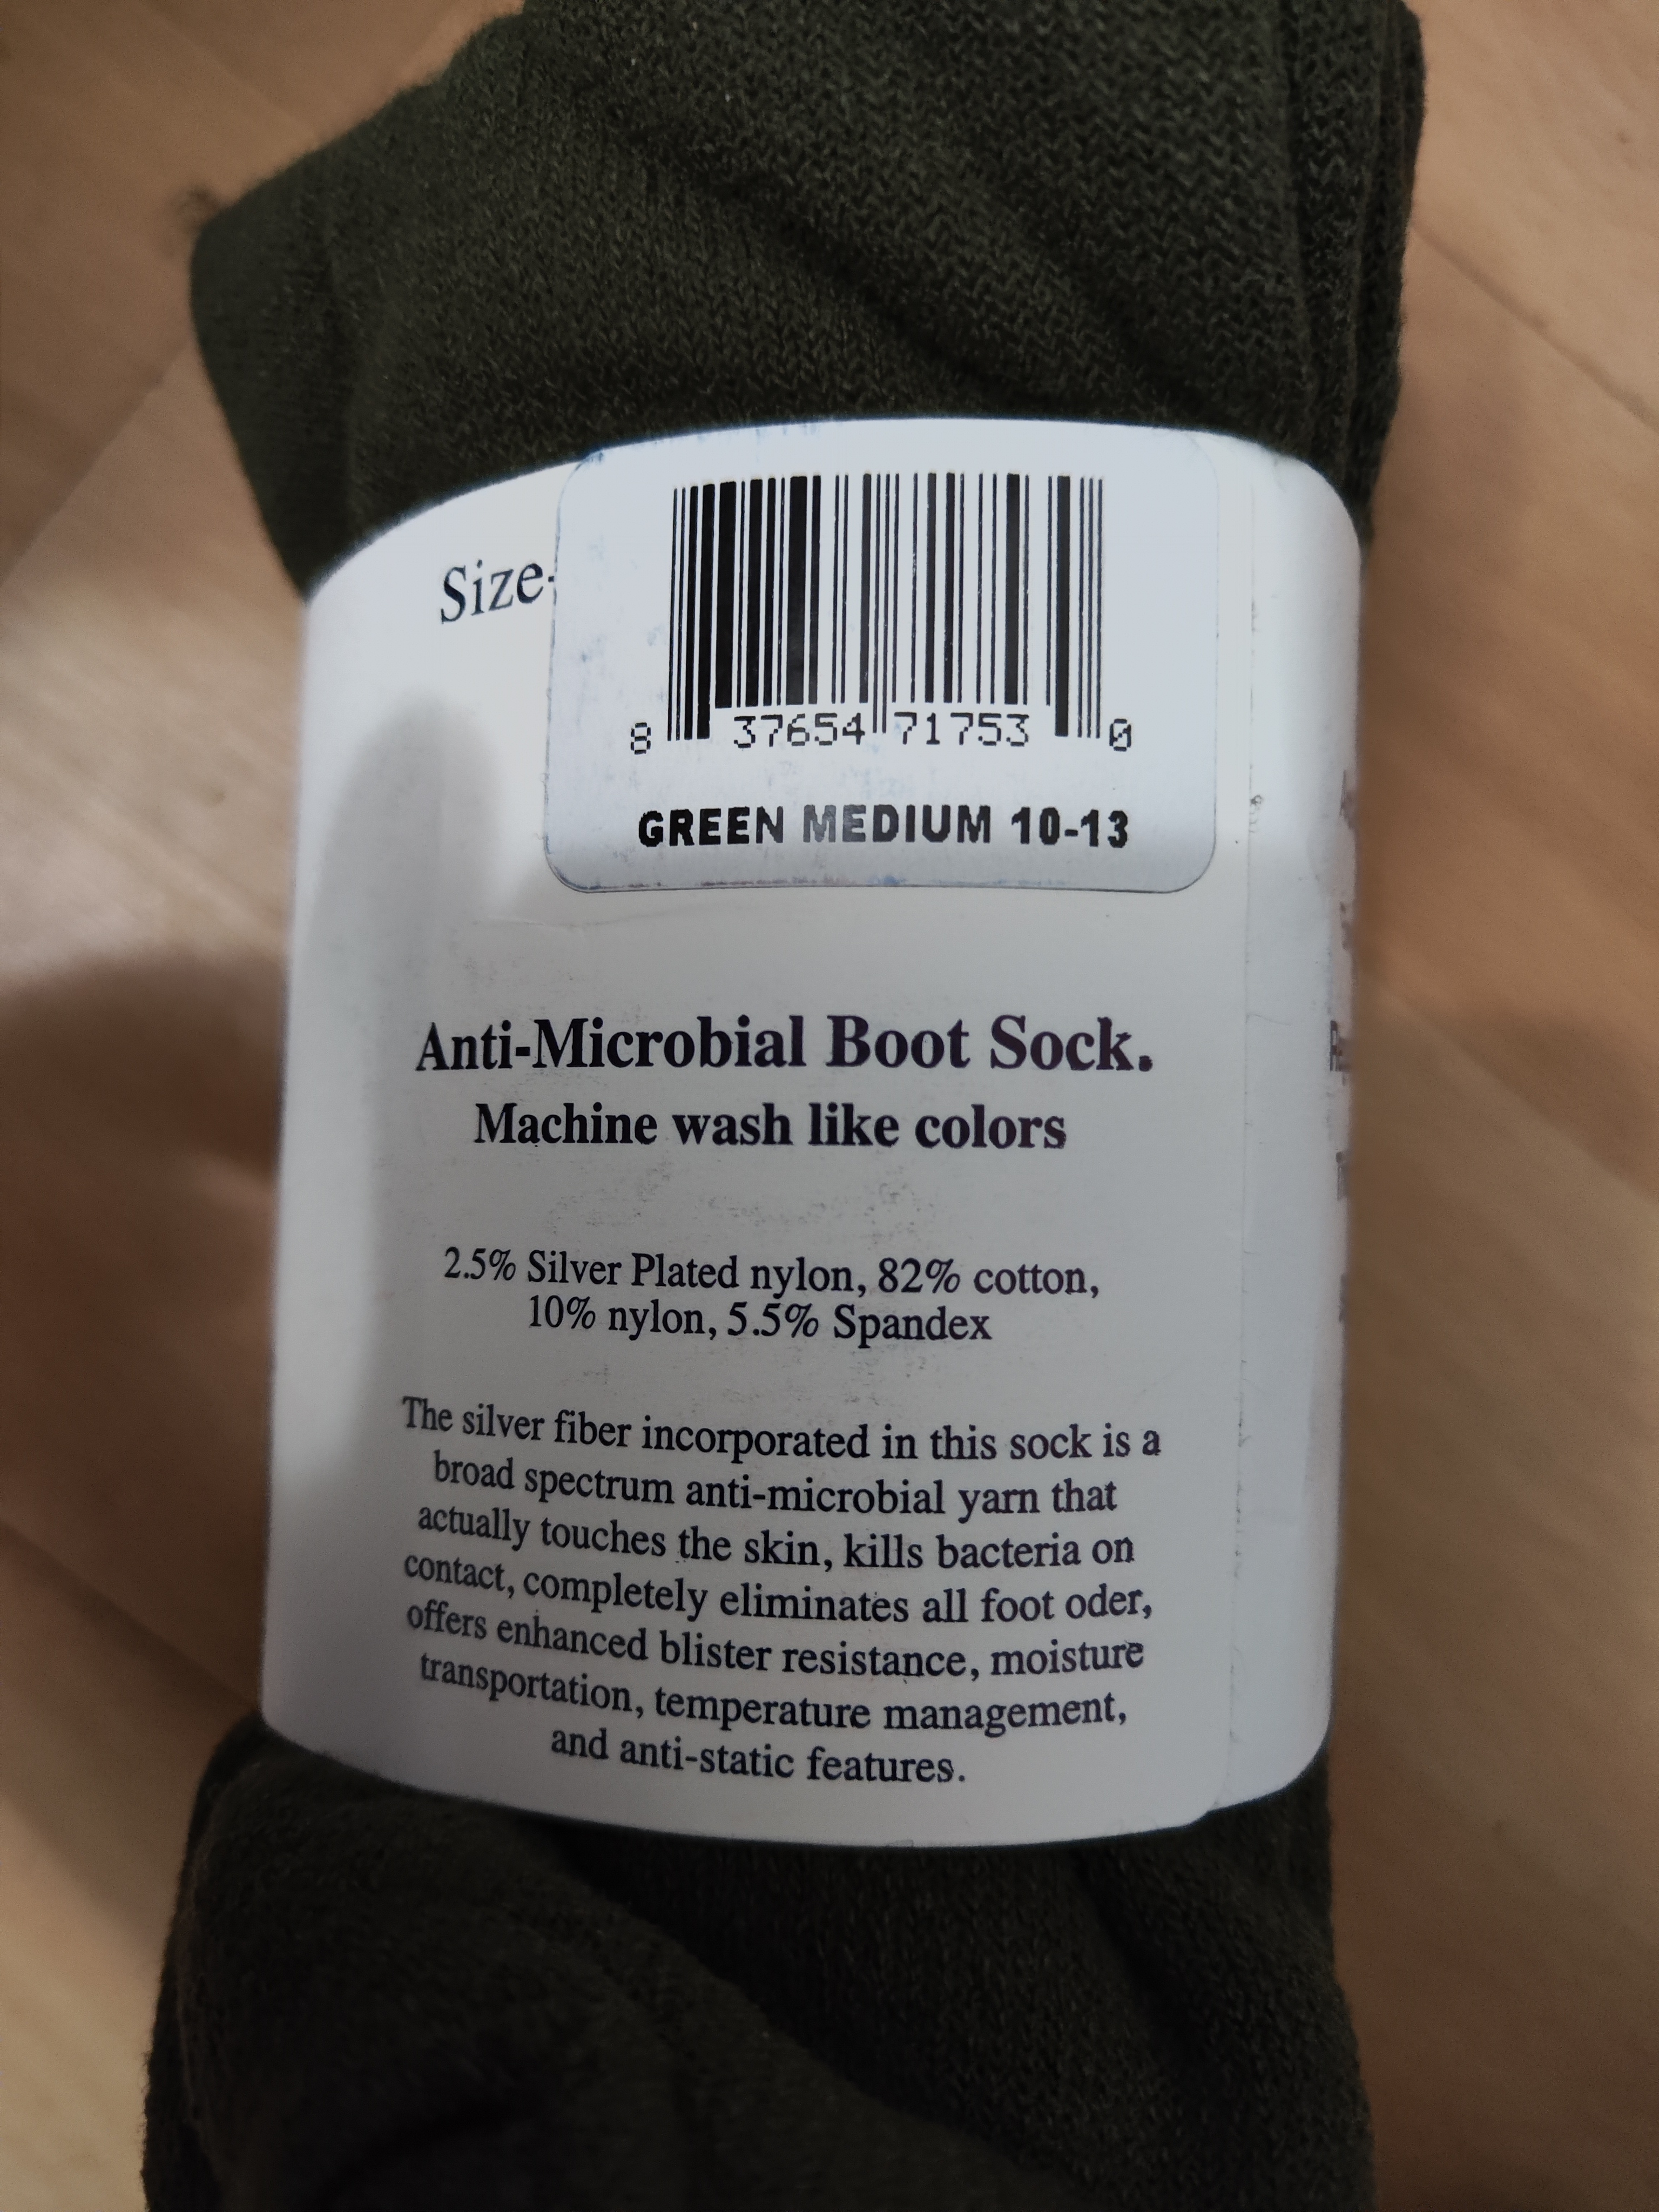 Size-
8 37654 71753 0
GREEN MEDIUM 10-13
Anti-Microbial Boot Sock.
Machine wash like colors
2.5% Silver Plated nylon, 82% cotton,
10% nylon, 5.5% Spandex
The silver fiber incorporated in this sock is a
broad spectrum anti-microbial yarn that
actually touches the skin, kills bacteria on
contact, completely eliminates all foot oder,
offers enhanced blister resistance, moisture
transportation, temperature management,
and anti-static features.